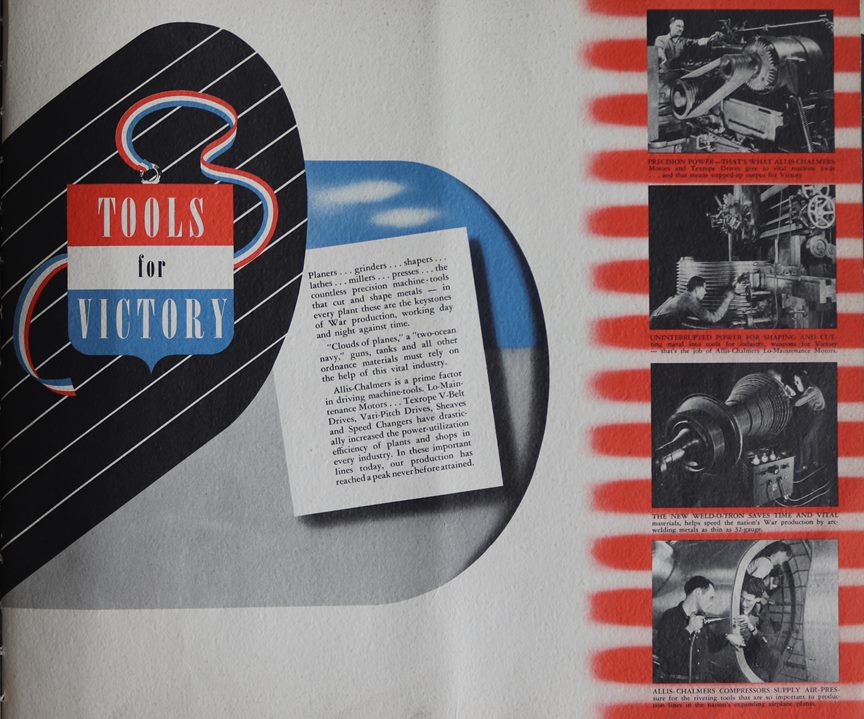 TOOLS
for
VICTORY
Planers . . . grinders . . . shapers . . .
lathes . . . millers . . . presses . . . the
countless precision machine-tools
that cut and shape metals — in
every plant these are the keystones
of War production, working day
and night against time.
"Clouds of planes," a "two-ocean
navy," guns, tanks and all other
ordnance materials must rely on
the help of this vital industry.
Allis-Chalmers is a prime factor
in driving machine-tools. Lo-Main-
tenance Motors . . . Texrope V-Belt
Drives, Vari-Pitch Drives, Sheaves
and Speed Changers have drastic-
ally increased the power-utilization
efficiency of plants and shops in
every industry. In these important
lines today, our production has
reached a peak never before attained.
PRECISION POWER—THAT'S WHAT ALLIS-CHALMERS
Motors and Texrope Drives give to vital machine tools
. . . and that means stepped-up output for Victory.
UNINTERRUPTED POWER FOR SHAPING AND CUT-
ting metal into tools for industry, weapons for Victory
— that's the job of Allis-Chalmers Lo-Maintenance Motors.
THE NEW WELD-O-TRON SAVES TIME AND VITAL
materials, helps speed the nation's War production by arc-
welding metals as thin as 32-gauge.
ALLIS-CHALMERS COMPRESSORS SUPPLY AIR-PRES-
sure for the riveting tools that are so important to produc-
tion lines in the nation's expanding airplane plants.